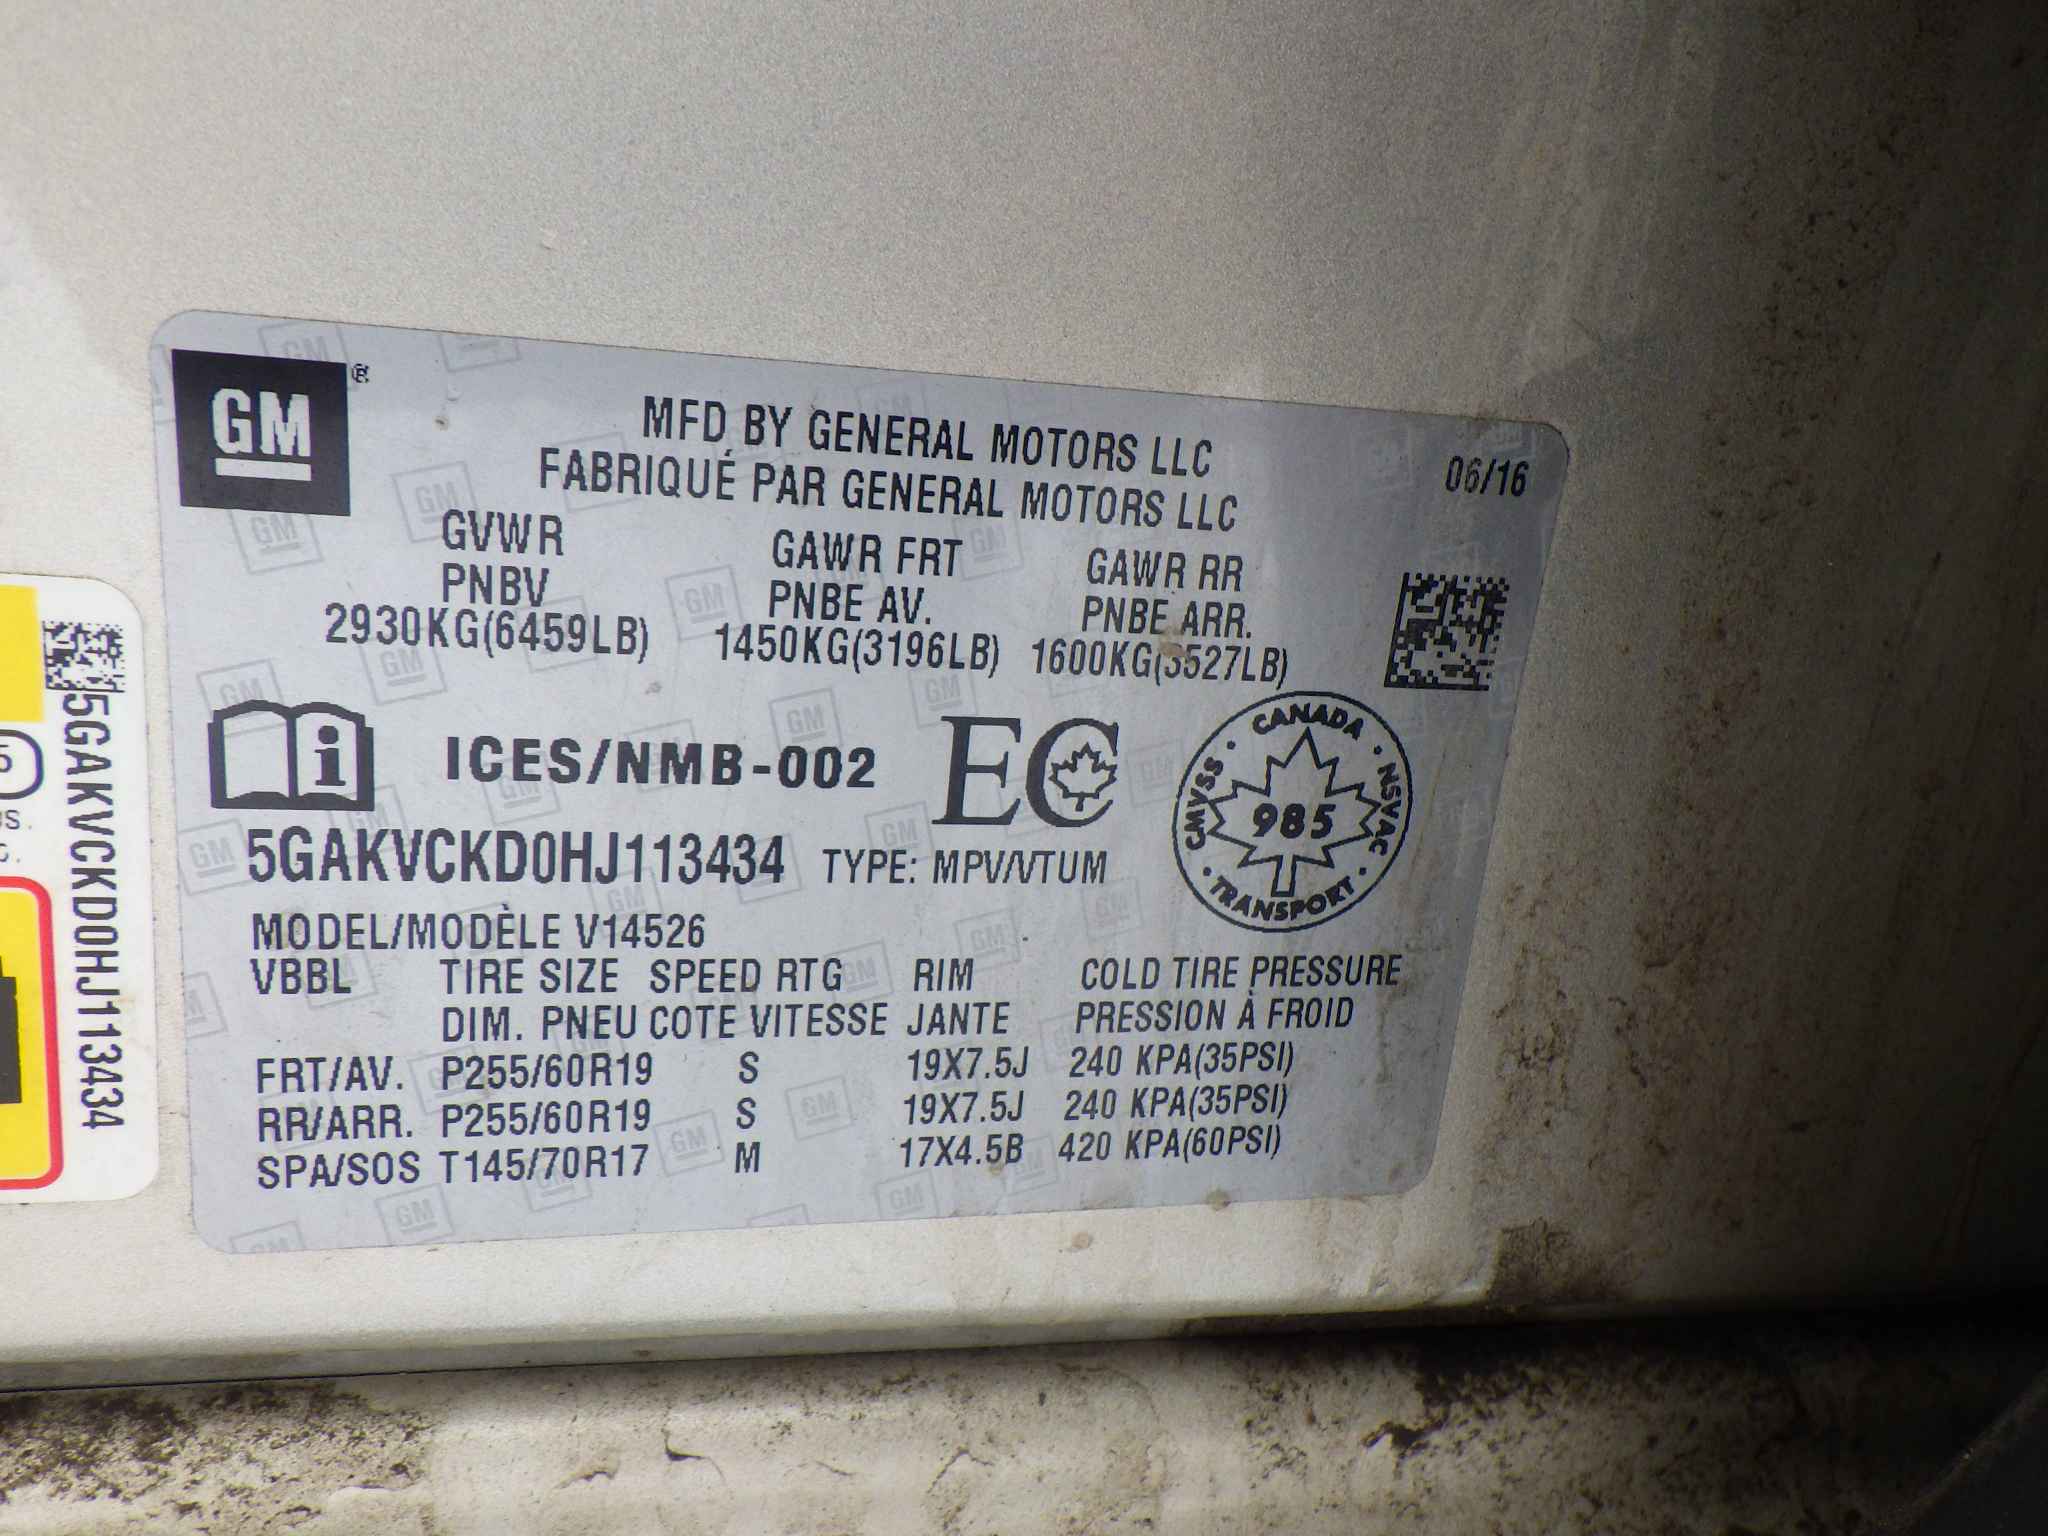 GM ®
MFD BY GENERAL MOTORS LLC
FABRIQUÉ PAR GENERAL MOTORS LLC
06/16
GVWR GAWR FRT GAWR RR
PNBV PNBE AV. PNBE ARR.
2930KG(6459LB) 1450KG(3196LB) 1600KG(3527LB)
i ICES/NMB-002 EC
CANADA · NSVAC · TRANSPORT · CMVSS ·
985
5GAKVCKD0HJ113434 TYPE: MPV/VTUM
MODEL/MODÈLE V14526
VBBL TIRE SIZE SPEED RTG RIM COLD TIRE PRESSURE
DIM. PNEU COTE VITESSE JANTE PRESSION À FROID
FRT/AV. P255/60R19 S 19X7.5J 240 KPA(35PSI)
RR/ARR. P255/60R19 S 19X7.5J 240 KPA(35PSI)
SPA/SOS T145/70R17 M 17X4.5B 420 KPA(60PSI)
5GAKVCKD0HJ113434